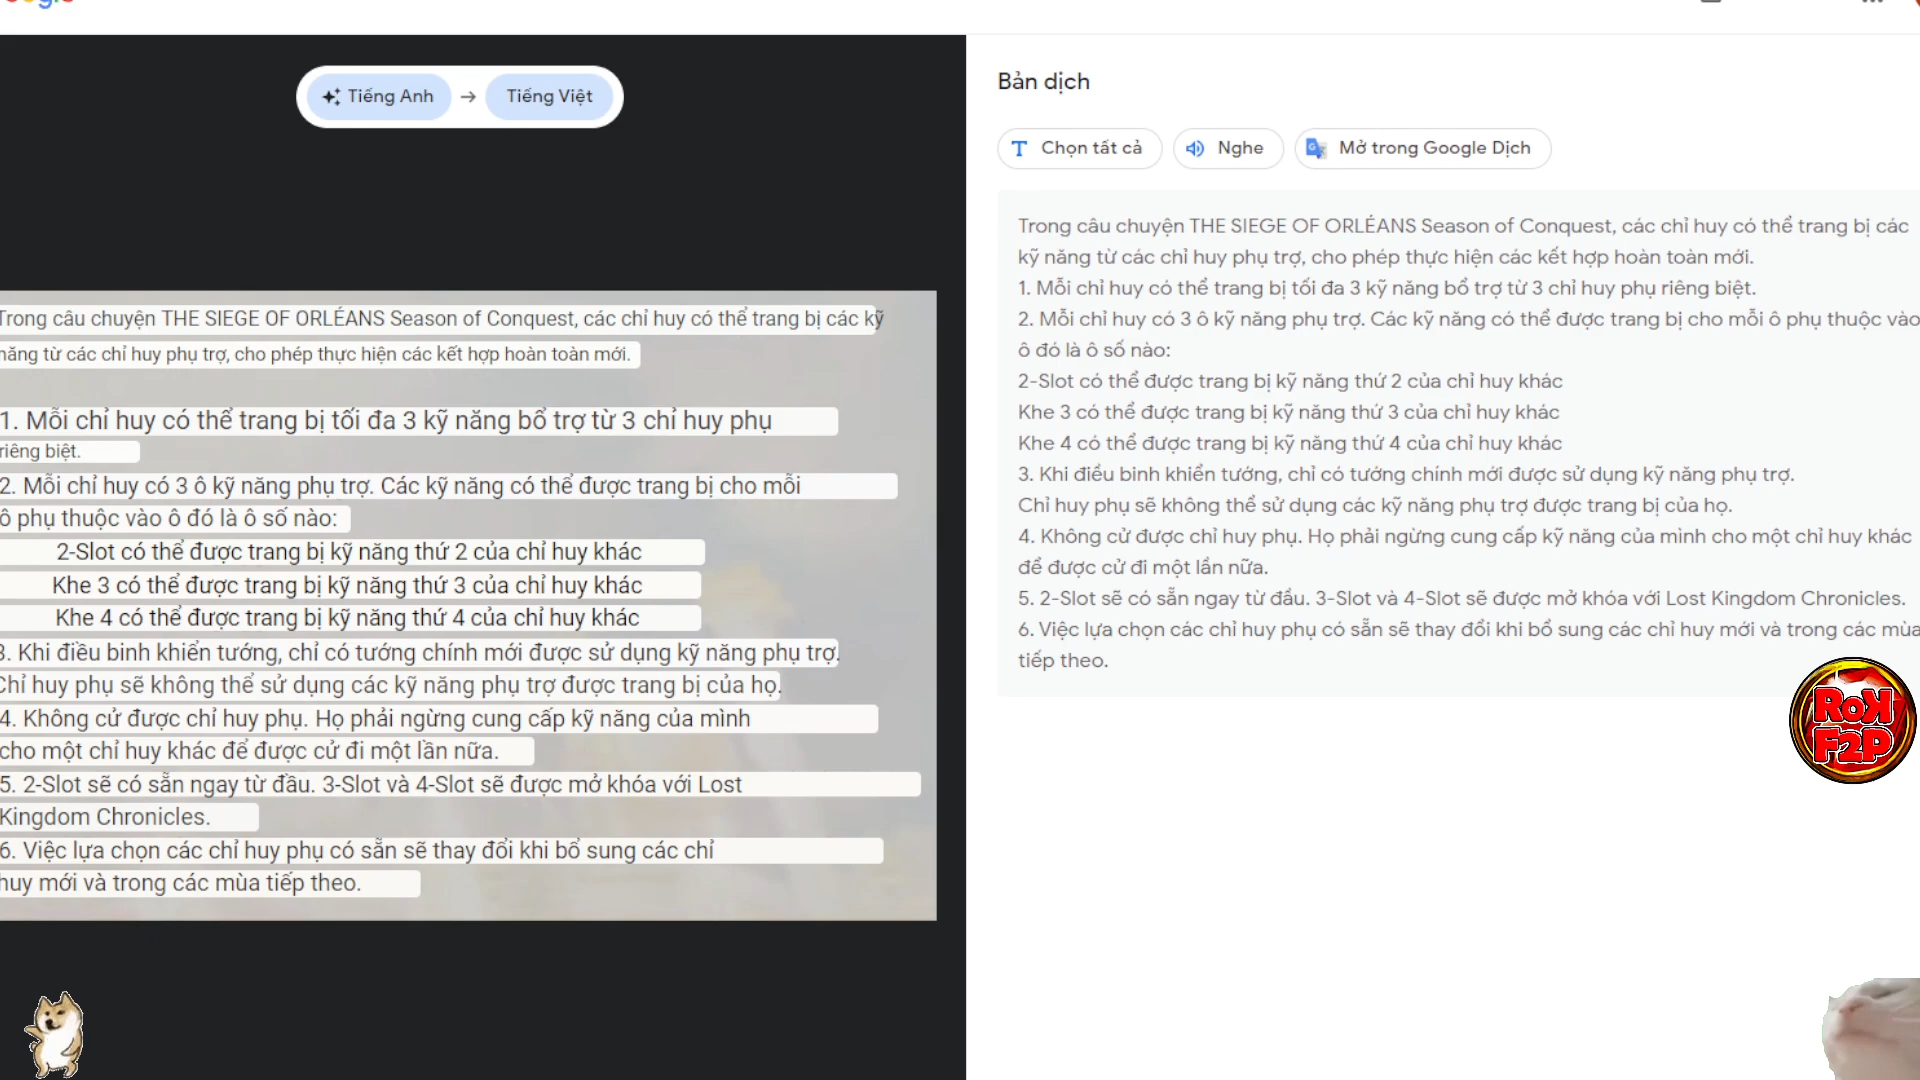 Tiếng Anh → Tiếng Việt
Trong câu chuyện THE SIEGE OF ORLÉANS Season of Conquest, các chỉ huy có thể trang bị các kỹ
năng từ các chỉ huy phụ trợ, cho phép thực hiện các kết hợp hoàn toàn mới.
1. Mỗi chỉ huy có thể trang bị tối đa 3 kỹ năng bổ trợ từ 3 chỉ huy phụ
riêng biệt.
2. Mỗi chỉ huy có 3 ô kỹ năng phụ trợ. Các kỹ năng có thể được trang bị cho mỗi
ô phụ thuộc vào ô đó là ô số nào:
2-Slot có thể được trang bị kỹ năng thứ 2 của chỉ huy khác
Khe 3 có thể được trang bị kỹ năng thứ 3 của chỉ huy khác
Khe 4 có thể được trang bị kỹ năng thứ 4 của chỉ huy khác
3. Khi điều binh khiển tướng, chỉ có tướng chính mới được sử dụng kỹ năng phụ trợ.
Chỉ huy phụ sẽ không thể sử dụng các kỹ năng phụ trợ được trang bị của họ.
4. Không cử được chỉ huy phụ. Họ phải ngừng cung cấp kỹ năng của mình
cho một chỉ huy khác để được cử đi một lần nữa.
5. 2-Slot sẽ có sẵn ngay từ đầu. 3-Slot và 4-Slot sẽ được mở khóa với Lost
Kingdom Chronicles.
6. Việc lựa chọn các chỉ huy phụ có sẵn sẽ thay đổi khi bổ sung các chỉ
huy mới và trong các mùa tiếp theo.
Bản dịch
Chọn tất cả
Nghe
Mở trong Google Dịch
Trong câu chuyện THE SIEGE OF ORLÉANS Season of Conquest, các chỉ huy có thể trang bị các
kỹ năng từ các chỉ huy phụ trợ, cho phép thực hiện các kết hợp hoàn toàn mới.
1. Mỗi chỉ huy có thể trang bị tối đa 3 kỹ năng bổ trợ từ 3 chỉ huy phụ riêng biệt.
2. Mỗi chỉ huy có 3 ô kỹ năng phụ trợ. Các kỹ năng có thể được trang bị cho mỗi ô phụ thuộc vào
ô đó là ô số nào:
2-Slot có thể được trang bị kỹ năng thứ 2 của chỉ huy khác
Khe 3 có thể được trang bị kỹ năng thứ 3 của chỉ huy khác
Khe 4 có thể được trang bị kỹ năng thứ 4 của chỉ huy khác
3. Khi điều binh khiển tướng, chỉ có tướng chính mới được sử dụng kỹ năng phụ trợ.
Chỉ huy phụ sẽ không thể sử dụng các kỹ năng phụ trợ được trang bị của họ.
4. Không cử được chỉ huy phụ. Họ phải ngừng cung cấp kỹ năng của mình cho một chỉ huy khác
để được cử đi một lần nữa.
5. 2-Slot sẽ có sẵn ngay từ đầu. 3-Slot và 4-Slot sẽ được mở khóa với Lost Kingdom Chronicles.
6. Việc lựa chọn các chỉ huy phụ có sẵn sẽ thay đổi khi bổ sung các chỉ huy mới và trong các mùa
tiếp theo.
RoK
F2P